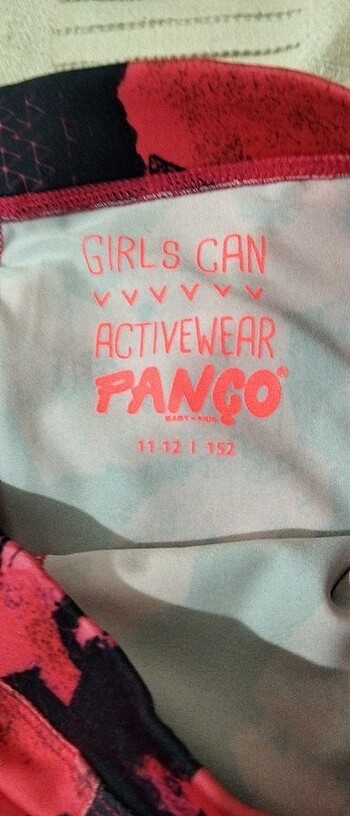 GIRLS CAN
ACTIVEWEAR
PANÇO®
BABY • KIDS
11-12 | 152